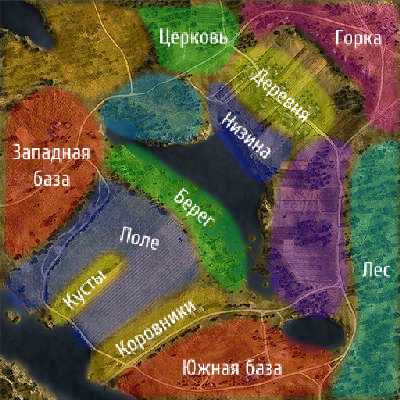 Церковь
Горка
Деревня
Низина
Западная
база
Берег
Поле
Лес
Кусты
Коровники
Южная база